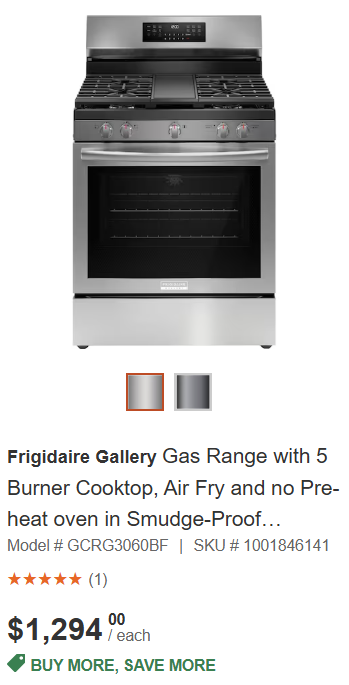 Frigidaire Gallery Gas Range with 5
Burner Cooktop, Air Fry and no Pre-
heat oven in Smudge-Proof…
Model # GCRG3060BF | SKU # 1001846141
(1)
$1,294 00 / each
BUY MORE, SAVE MORE